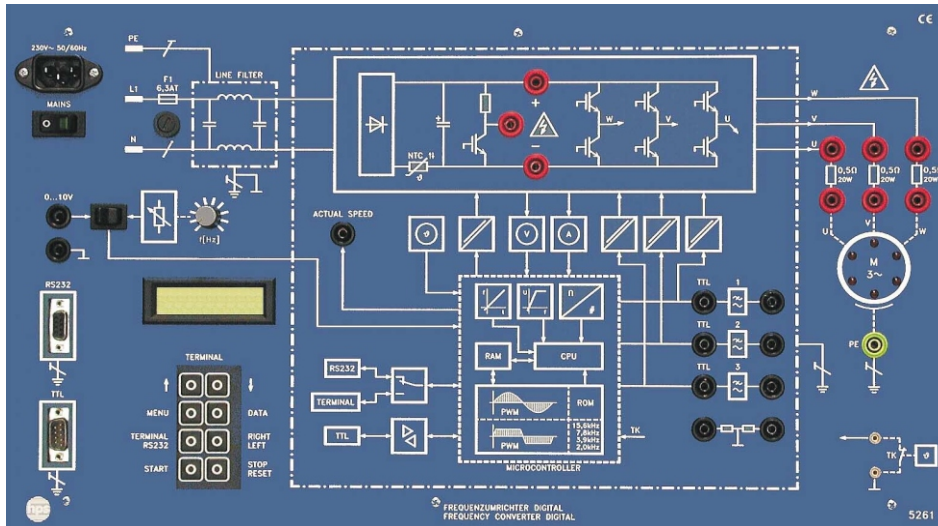 CE
230V~ 50/60Hz
MAINS
PE
L1
F1
6,3AT
N
LINE FILTER
+
−
NTC
W
V
U
W
V
U
0,5Ω
20W
0,5Ω
20W
0,5Ω
20W
U
V
W
M
3~
PE
0...10V
f[Hz]
ACTUAL SPEED
ϑ
V
A
RS232
TERMINAL
↑
↓
MENU
DATA
TERMINAL
RS232
RIGHT
LEFT
START
STOP
RESET
TTL
RS232
TERMINAL
TTL
RAM
CPU
PWM
PWM
ROM
15,6kHz
7,8kHz
3,9kHz
2,0kHz
MICROCONTROLLER
TK
TTL
1
TTL
2
TTL
3
TK
ϑ
hps
FREQUENZUMRICHTER DIGITAL
FREQUENCY CONVERTER DIGITAL
5261